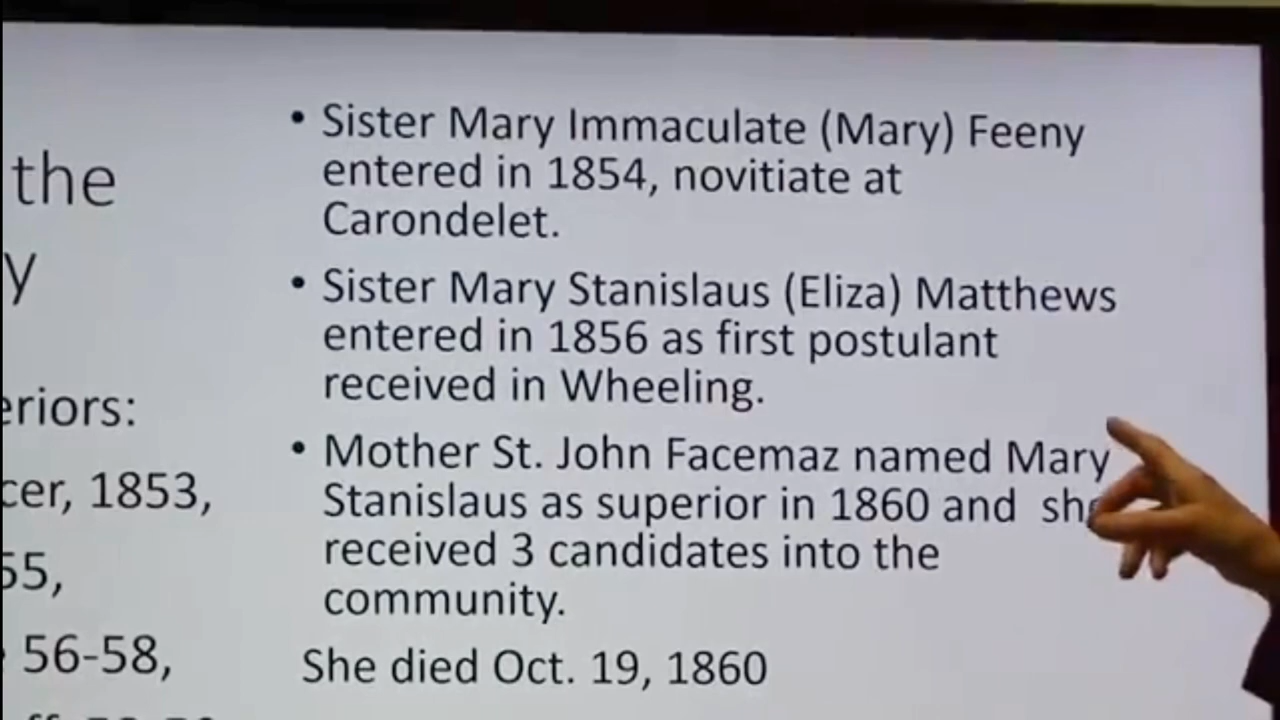 the
y
eriors:
cer, 1853,
55,
56-58,
• Sister Mary Immaculate (Mary) Feeny
entered in 1854, novitiate at
Carondelet.
• Sister Mary Stanislaus (Eliza) Matthews
entered in 1856 as first postulant
received in Wheeling.
• Mother St. John Facemaz named Mary
Stanislaus as superior in 1860 and she
received 3 candidates into the
community.
She died Oct. 19, 1860